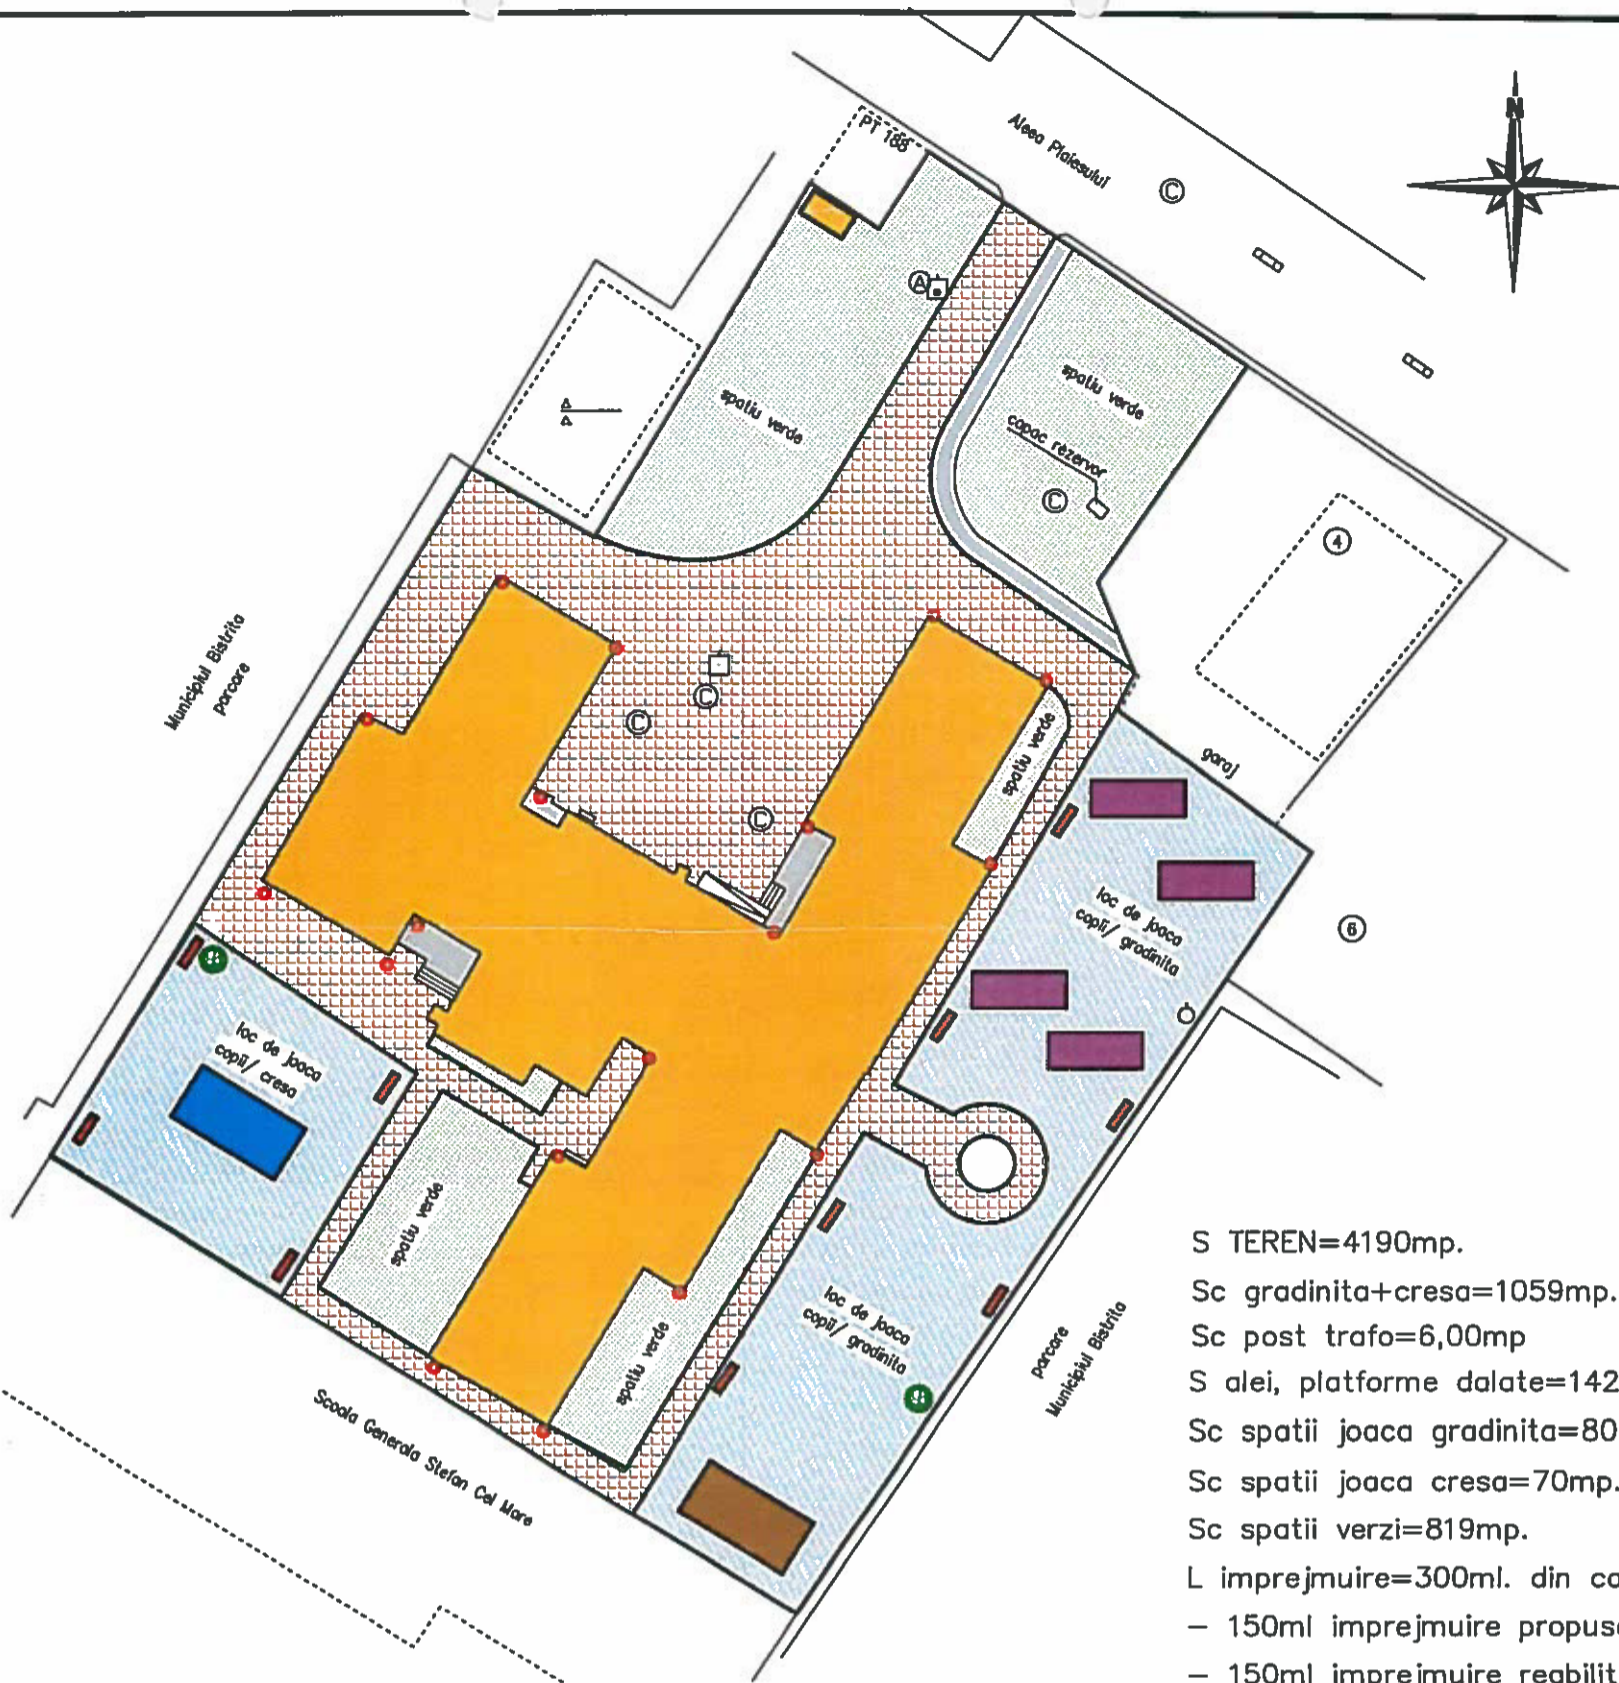 N
PT 188
Aleea Plaiesului
C
A
spatiu verde
spatiu verde
capac rezervor
C
4
Municipiul Bistrita
parcare
C
C
C
spatiu verde
garaj
loc de joaca
copii/ gradinita
6
loc de joaca
copii/ cresa
spatiu verde
spatiu verde
loc de joaca
copii/ gradinita
parcare
Municipiul Bistrita
Scoala Generala Stefan Cel Mare
S TEREN=4190mp.
Sc gradinita+cresa=1059mp.
Sc post trafo=6,00mp
S alei, platforme dalate=142
Sc spatii joaca gradinita=80
Sc spatii joaca cresa=70mp.
Sc spatii verzi=819mp.
L imprejmuire=300ml. din ca
– 150ml imprejmuire propus
– 150ml imprejmuire reabilit